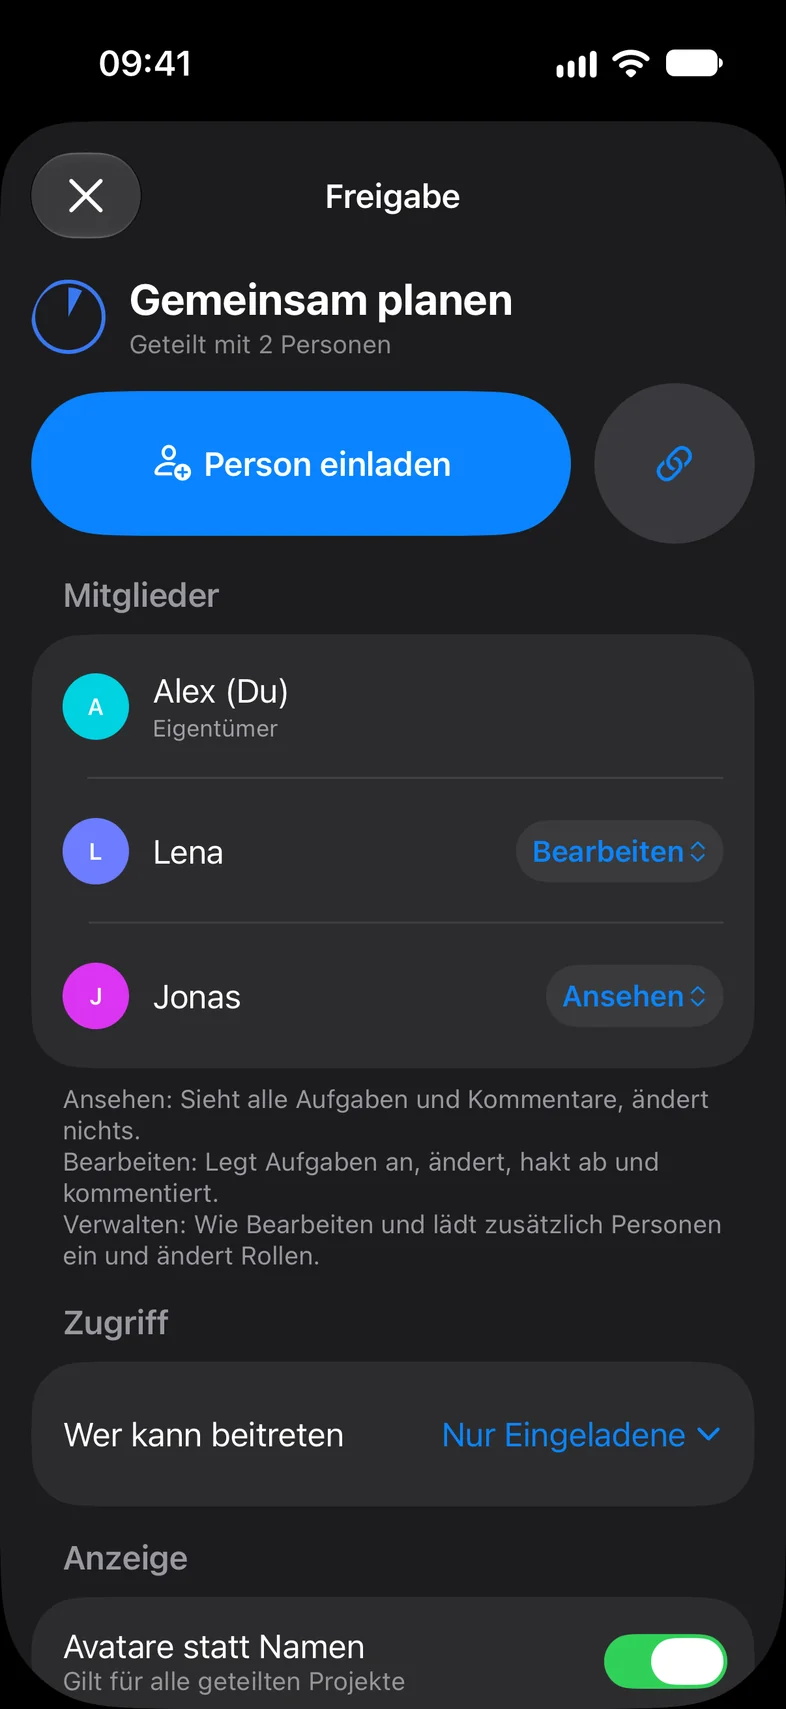 09:41
Freigabe
Gemeinsam planen
Geteilt mit 2 Personen
Person einladen
Mitglieder
A
Alex (Du)
Eigentümer
L
Lena
Bearbeiten
J
Jonas
Ansehen
Ansehen: Sieht alle Aufgaben und Kommentare, ändert
nichts.
Bearbeiten: Legt Aufgaben an, ändert, hakt ab und
kommentiert.
Verwalten: Wie Bearbeiten und lädt zusätzlich Personen
ein und ändert Rollen.
Zugriff
Wer kann beitreten
Nur Eingeladene
Anzeige
Avatare statt Namen
Gilt für alle geteilten Projekte